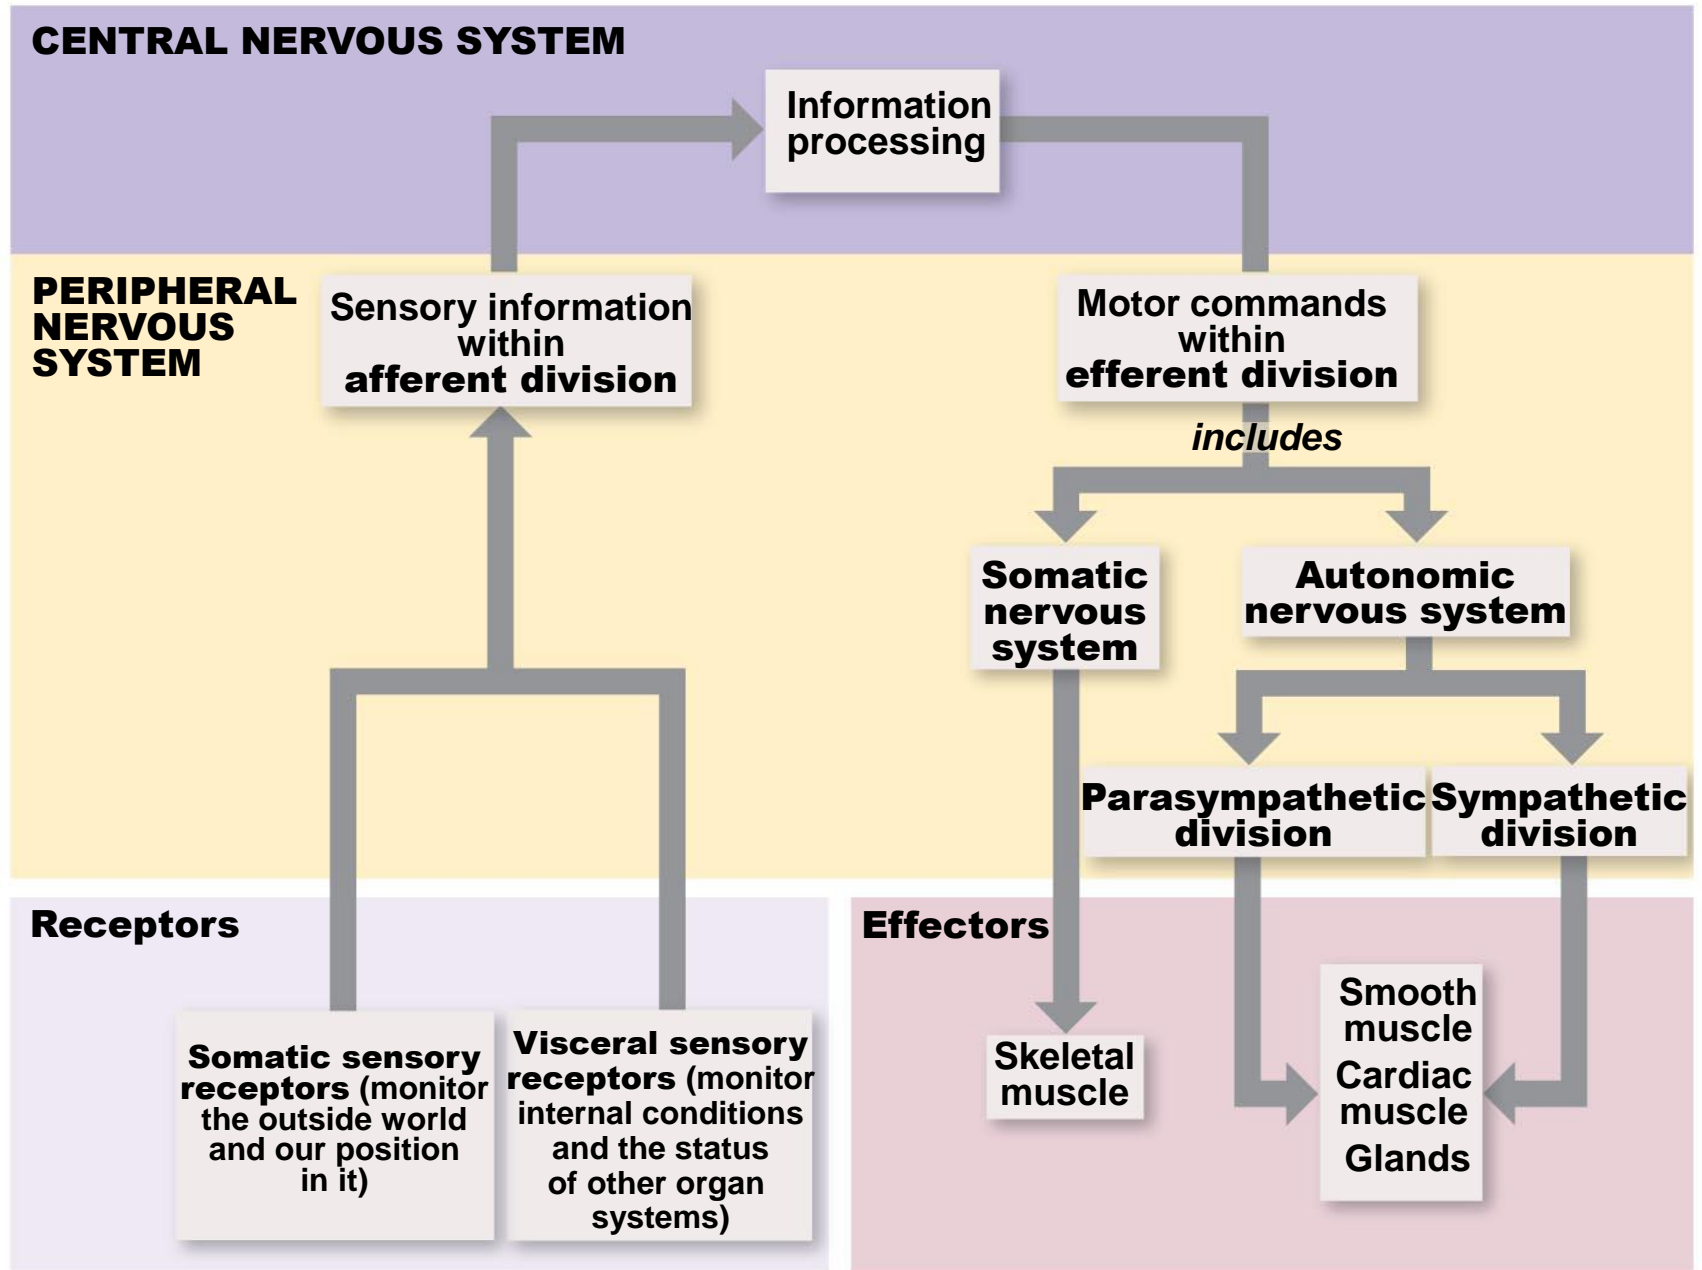 CENTRAL NERVOUS SYSTEM
Information
processing
PERIPHERAL
NERVOUS
SYSTEM
Sensory information
within
afferent division
Motor commands
within
efferent division
includes
Somatic
nervous
system
Autonomic
nervous system
Parasympathetic
division
Sympathetic
division
Receptors
Somatic sensory
receptors (monitor
the outside world
and our position
in it)
Visceral sensory
receptors (monitor
internal conditions
and the status
of other organ
systems)
Effectors
Skeletal
muscle
Smooth
muscle
Cardiac
muscle
Glands